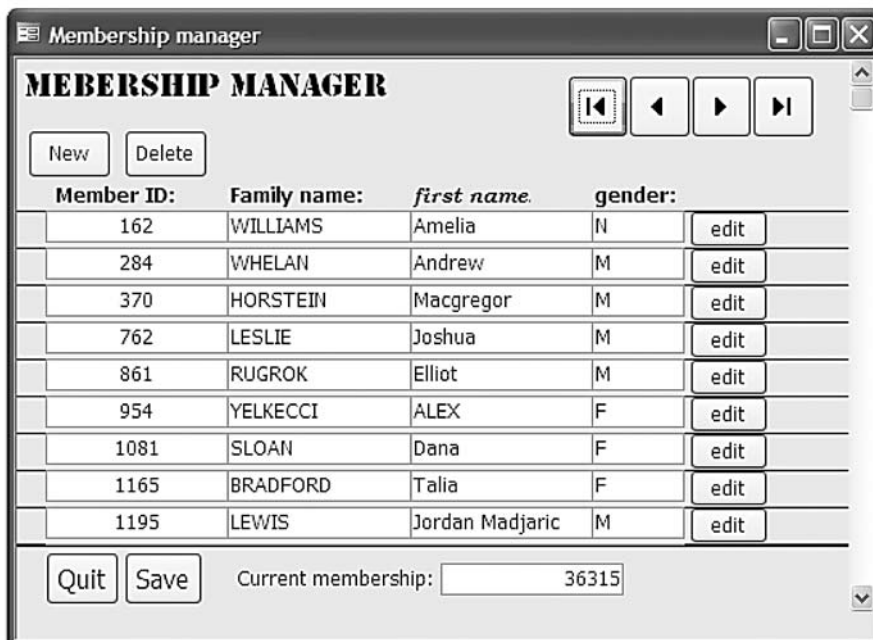 Membership manager
MEBERSHIP MANAGER
New Delete
Member ID: Family name: first name. gender:
162 WILLIAMS Amelia N edit
284 WHELAN Andrew M edit
370 HORSTEIN Macgregor M edit
762 LESLIE Joshua M edit
861 RUGROK Elliot M edit
954 YELKECCI ALEX F edit
1081 SLOAN Dana F edit
1165 BRADFORD Talia F edit
1195 LEWIS Jordan Madjaric M edit
Quit Save Current membership: 36315